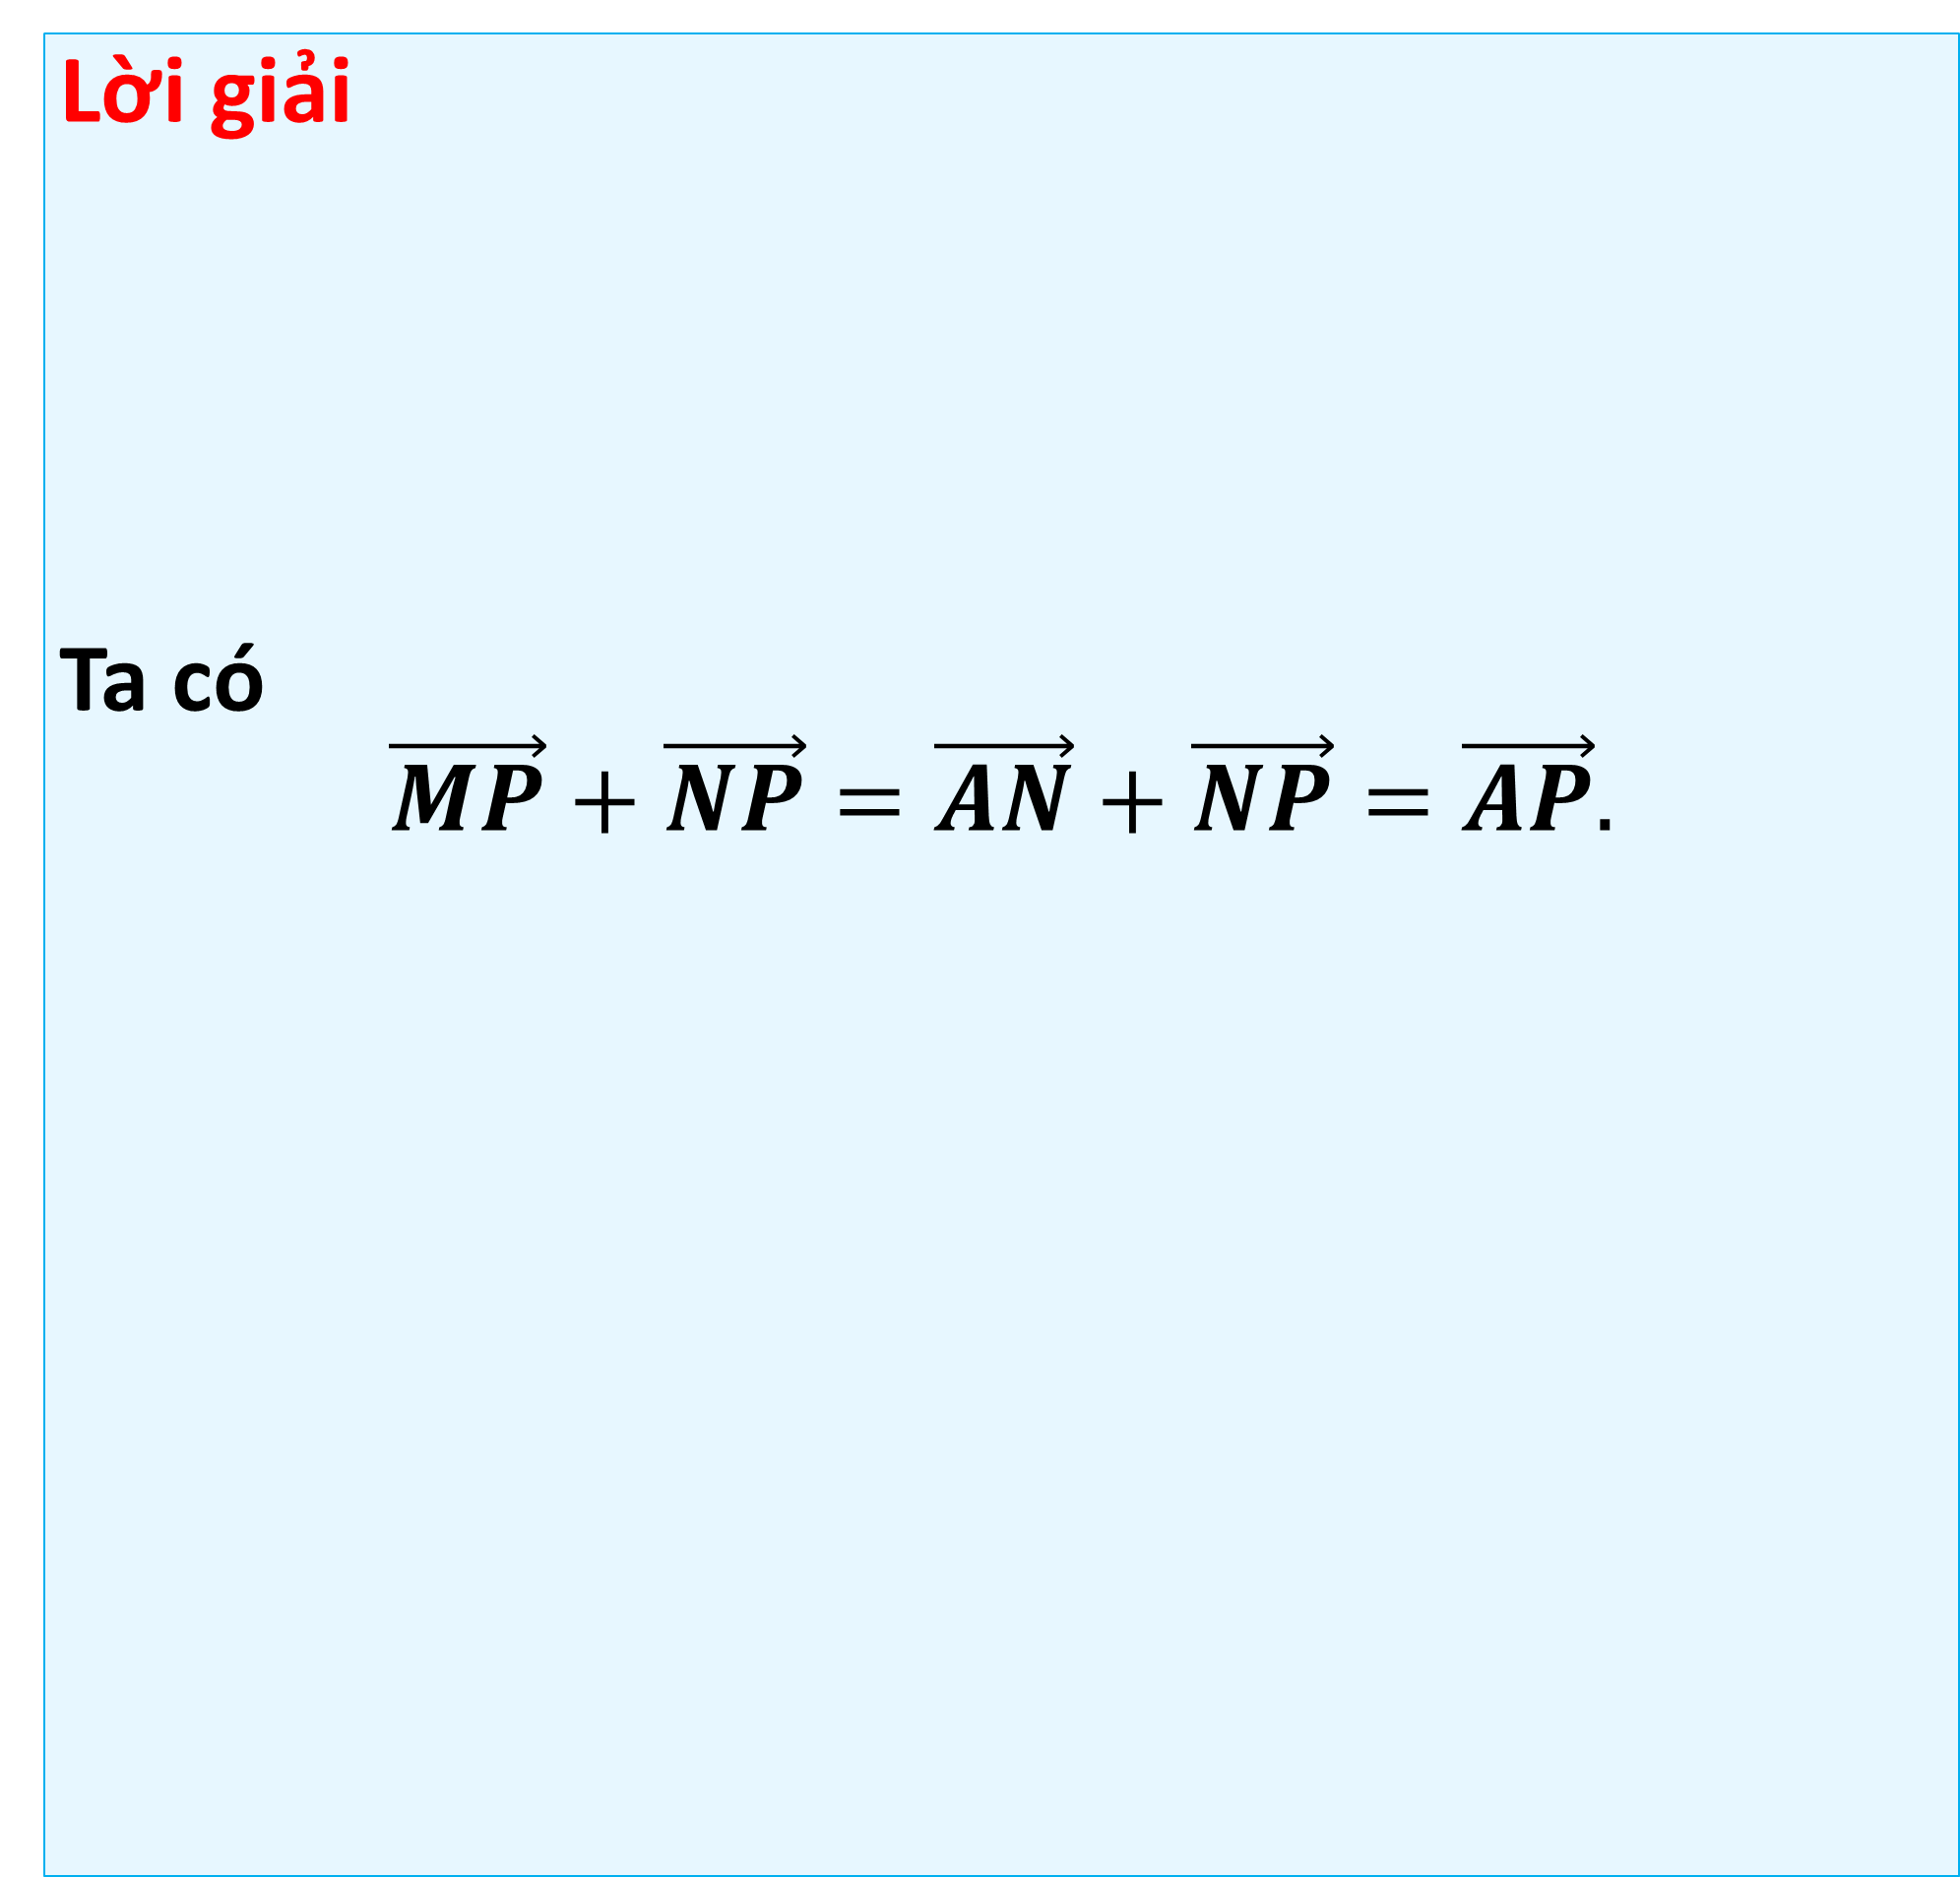 Lời giải
Ta có
$\overrightarrow{MP} + \overrightarrow{NP} = \overrightarrow{AN} + \overrightarrow{NP} = \overrightarrow{AP}.$